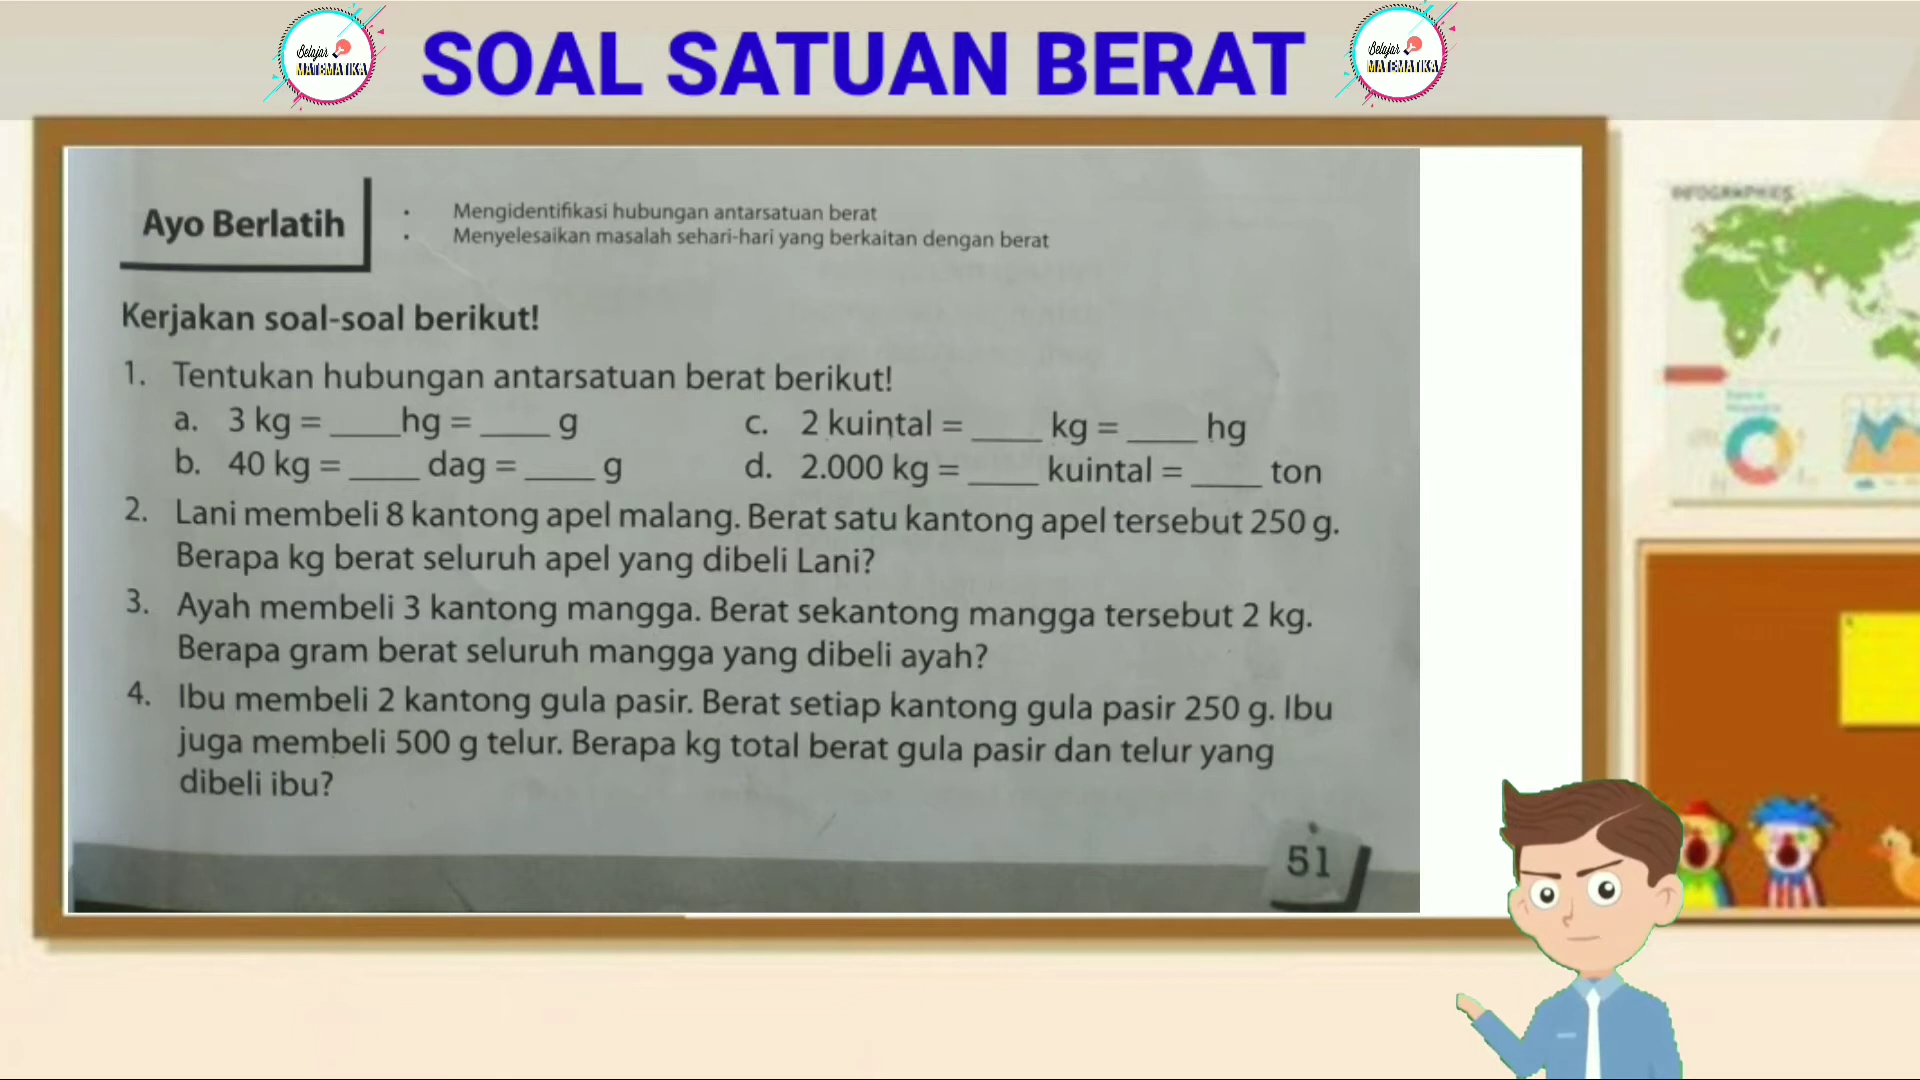 Belajar
MATEMATIKA
SOAL SATUAN BERAT
Belajar
MATEMATIKA
INFOGRAPHICS
Ayo Berlatih
• Mengidentifikasi hubungan antarsatuan berat
• Menyelesaikan masalah sehari-hari yang berkaitan dengan berat
Kerjakan soal-soal berikut!
1. Tentukan hubungan antarsatuan berat berikut!
a. 3 kg = ____hg = ____ g
c. 2 kuintal = ____ kg = ____ hg
b. 40 kg = ____ dag = ____ g
d. 2.000 kg = ____ kuintal = ____ ton
2. Lani membeli 8 kantong apel malang. Berat satu kantong apel tersebut 250 g.
Berapa kg berat seluruh apel yang dibeli Lani?
3. Ayah membeli 3 kantong mangga. Berat sekantong mangga tersebut 2 kg.
Berapa gram berat seluruh mangga yang dibeli ayah?
4. Ibu membeli 2 kantong gula pasir. Berat setiap kantong gula pasir 250 g. Ibu
juga membeli 500 g telur. Berapa kg total berat gula pasir dan telur yang
dibeli ibu?
51